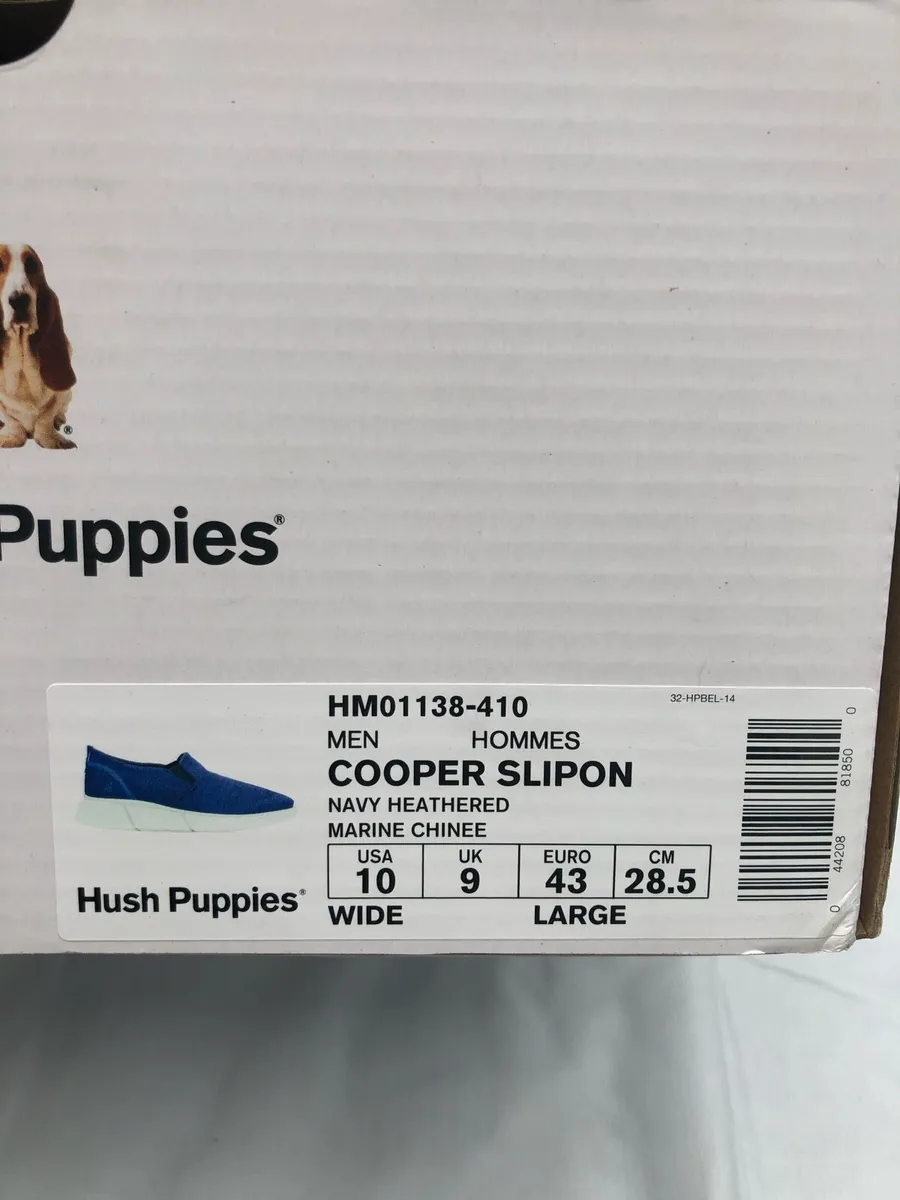 ®
Puppies®
HM01138-410
32-HPBEL-14
MEN HOMMES
COOPER SLIPON
NAVY HEATHERED
MARINE CHINEE
USA UK EURO CM
10 9 43 28.5
WIDE LARGE
Hush Puppies®
0 44208 81850 0